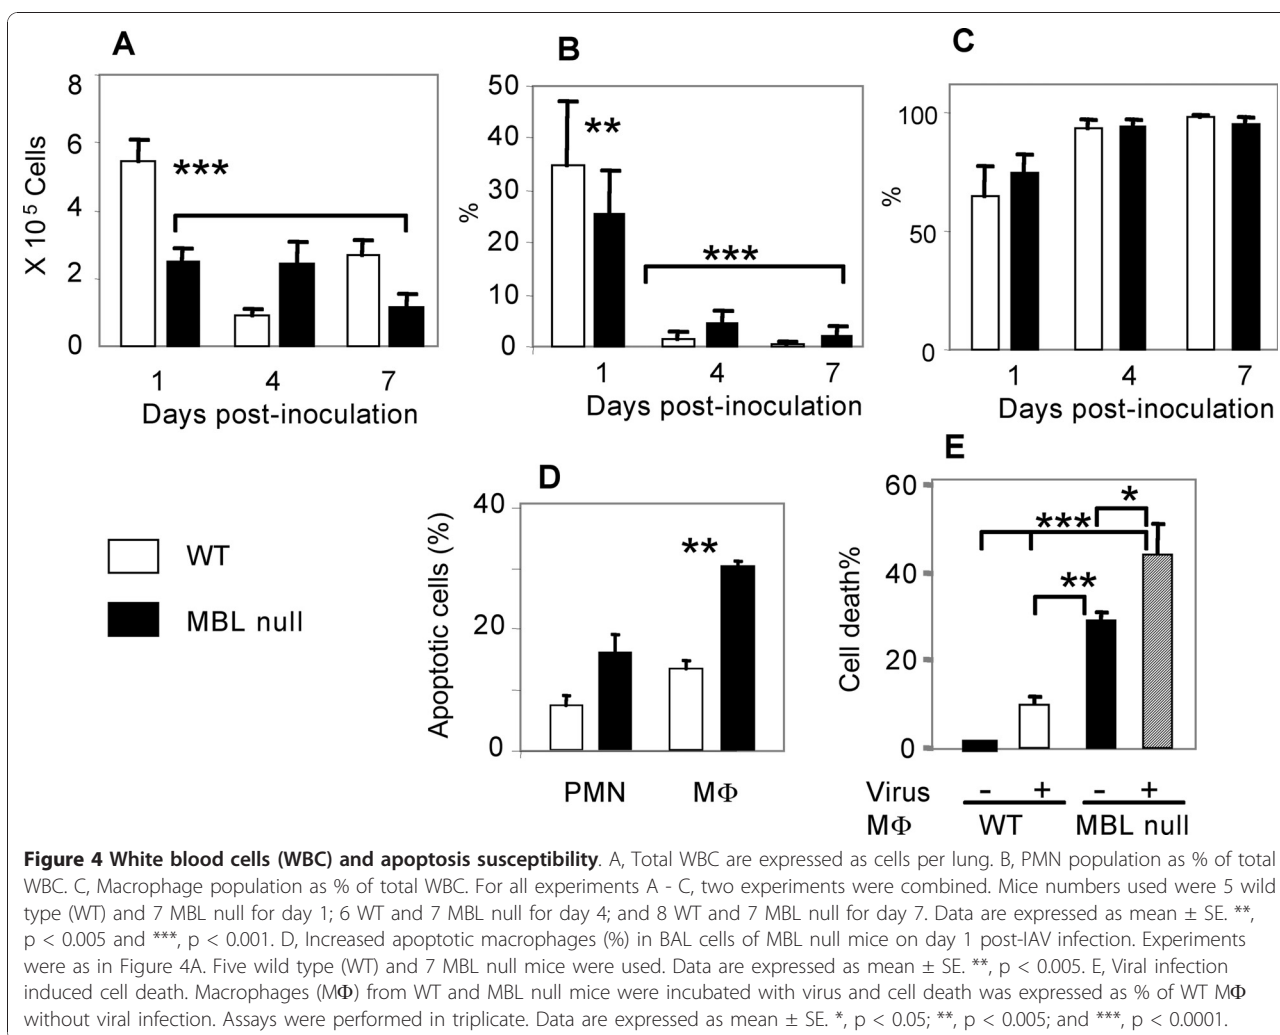 A
8
6
4
2
0
X 10 5 Cells
***
1 4 7
Days post-inoculation
B
50
40
30
20
10
0
%
**
***
1 4 7
Days post-inoculation
C
100
50
0
%
1 4 7
Days post-inoculation
WT
MBL null
D
40
20
0
Apoptotic cells (%)
**
PMN MΦ
E
60
40
20
0
Cell death%
*
***
**
Virus - + - +
MΦ WT MBL null
Figure 4 White blood cells (WBC) and apoptosis susceptibility. A, Total WBC are expressed as cells per lung. B, PMN population as % of total
WBC. C, Macrophage population as % of total WBC. For all experiments A - C, two experiments were combined. Mice numbers used were 5 wild
type (WT) and 7 MBL null for day 1; 6 WT and 7 MBL null for day 4; and 8 WT and 7 MBL null for day 7. Data are expressed as mean ± SE. **,
p < 0.005 and ***, p < 0.001. D, Increased apoptotic macrophages (%) in BAL cells of MBL null mice on day 1 post-IAV infection. Experiments
were as in Figure 4A. Five wild type (WT) and 7 MBL null mice were used. Data are expressed as mean ± SE. **, p < 0.005. E, Viral infection
induced cell death. Macrophages (MΦ) from WT and MBL null mice were incubated with virus and cell death was expressed as % of WT MΦ
without viral infection. Assays were performed in triplicate. Data are expressed as mean ± SE. *, p < 0.05; **, p < 0.005; and ***, p < 0.0001.